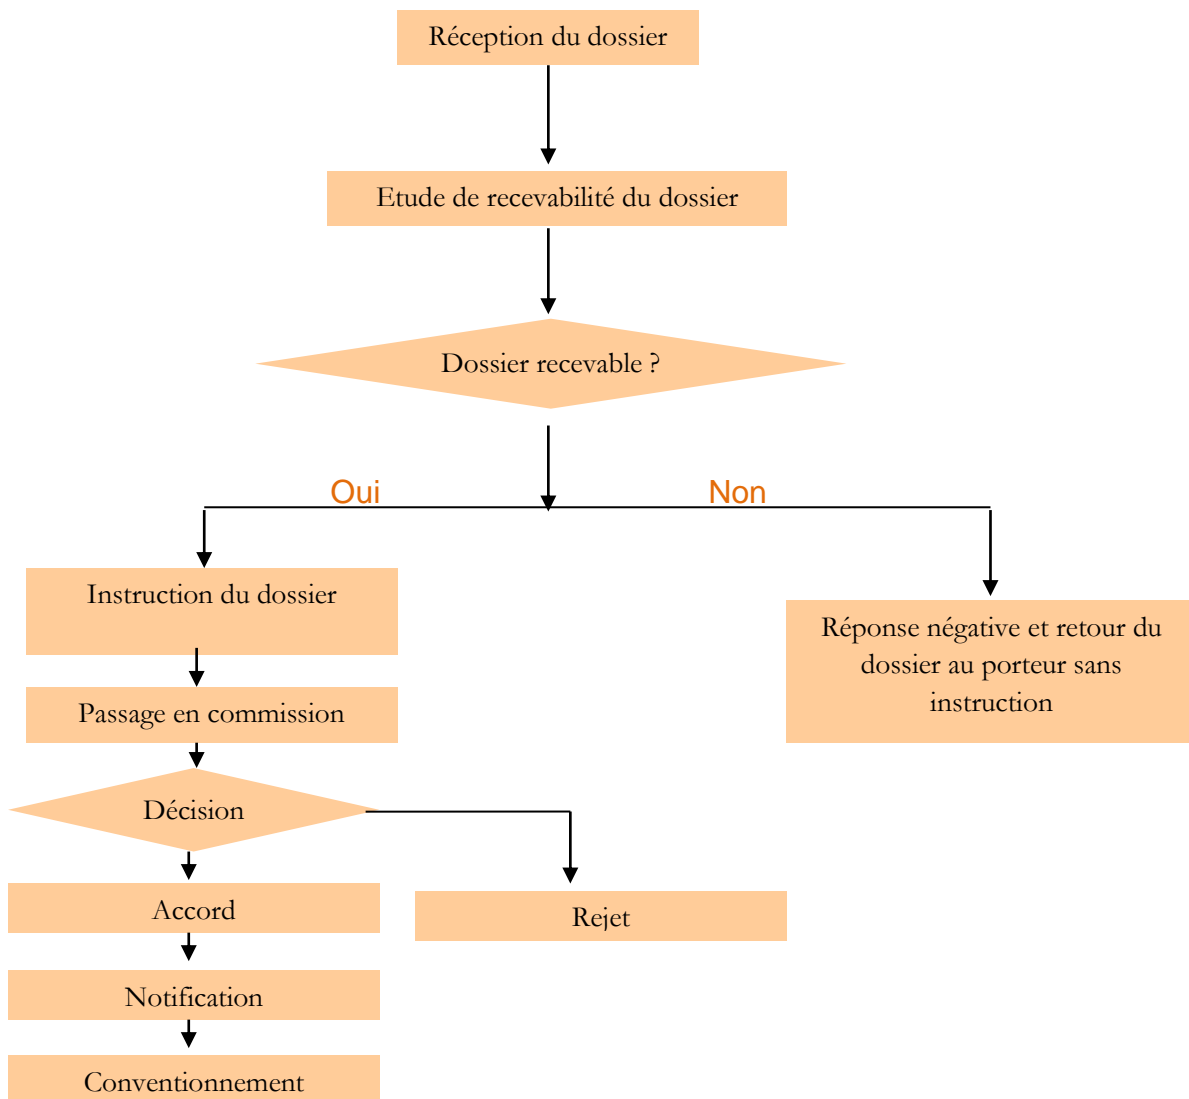 Réception du dossier
Etude de recevabilité du dossier
Dossier recevable ?
Oui
Non
Instruction du dossier
Réponse négative et retour du
dossier au porteur sans
instruction
Passage en commission
Décision
Accord
Rejet
Notification
Conventionnement